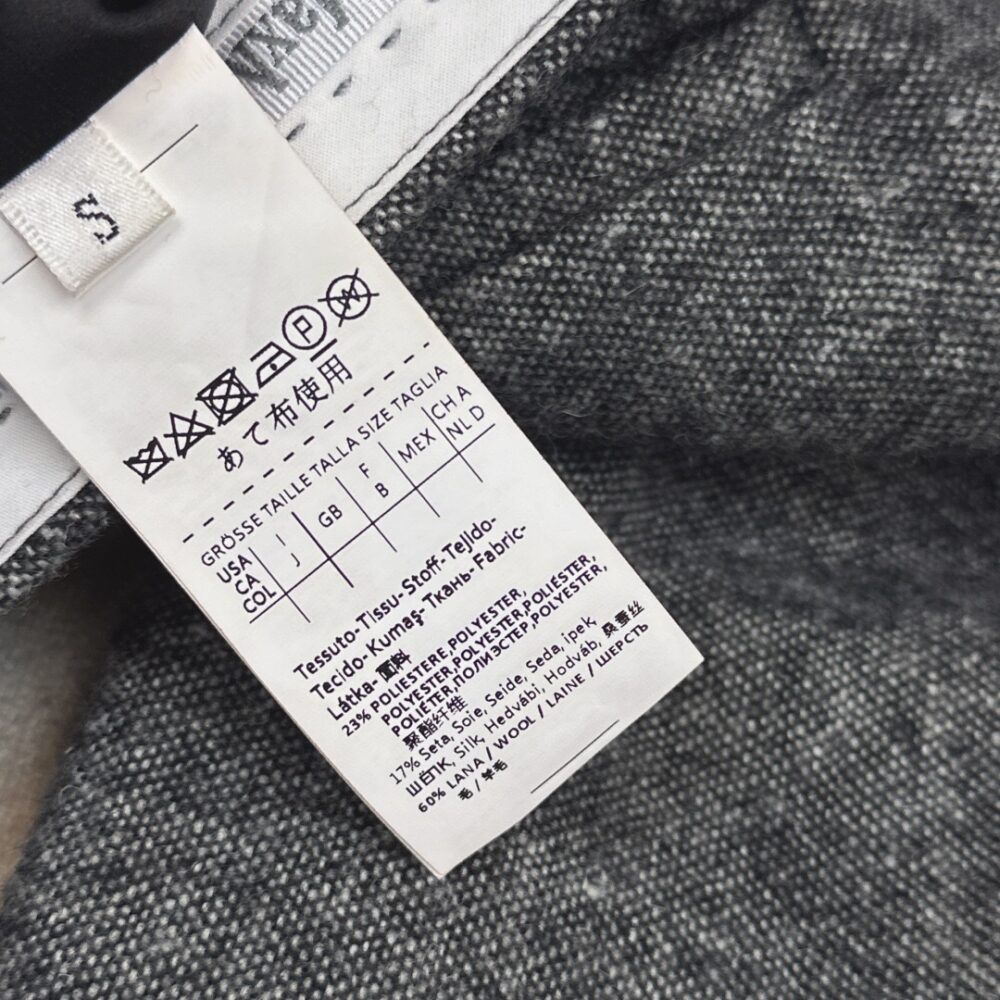 S
あて布使用
GRÖSSE TAILLE TALLA SIZE TAGLIA
USA I GB F MEX CH A
CA J B NL D
COL
Tessuto-Tissu-Stoff-Tejido-
Tecido-Kumaş-Ткань-Fabric-
Látka-面料
23% POLIESTERE,POLYESTER,
POLYESTER,POLYESTER,POLIÉSTER,
POLIÉTER,ПОЛИЭСТЕР,POLYESTER,
聚酯纤维
17% Seta, Soie, Seide, Seda, ipek,
ШЁЛК, Silk, Hedvábí, Hodváb, 桑蚕丝
60% LANA / WOOL / LAINE / ШЕРСТЬ
毛 / 羊毛